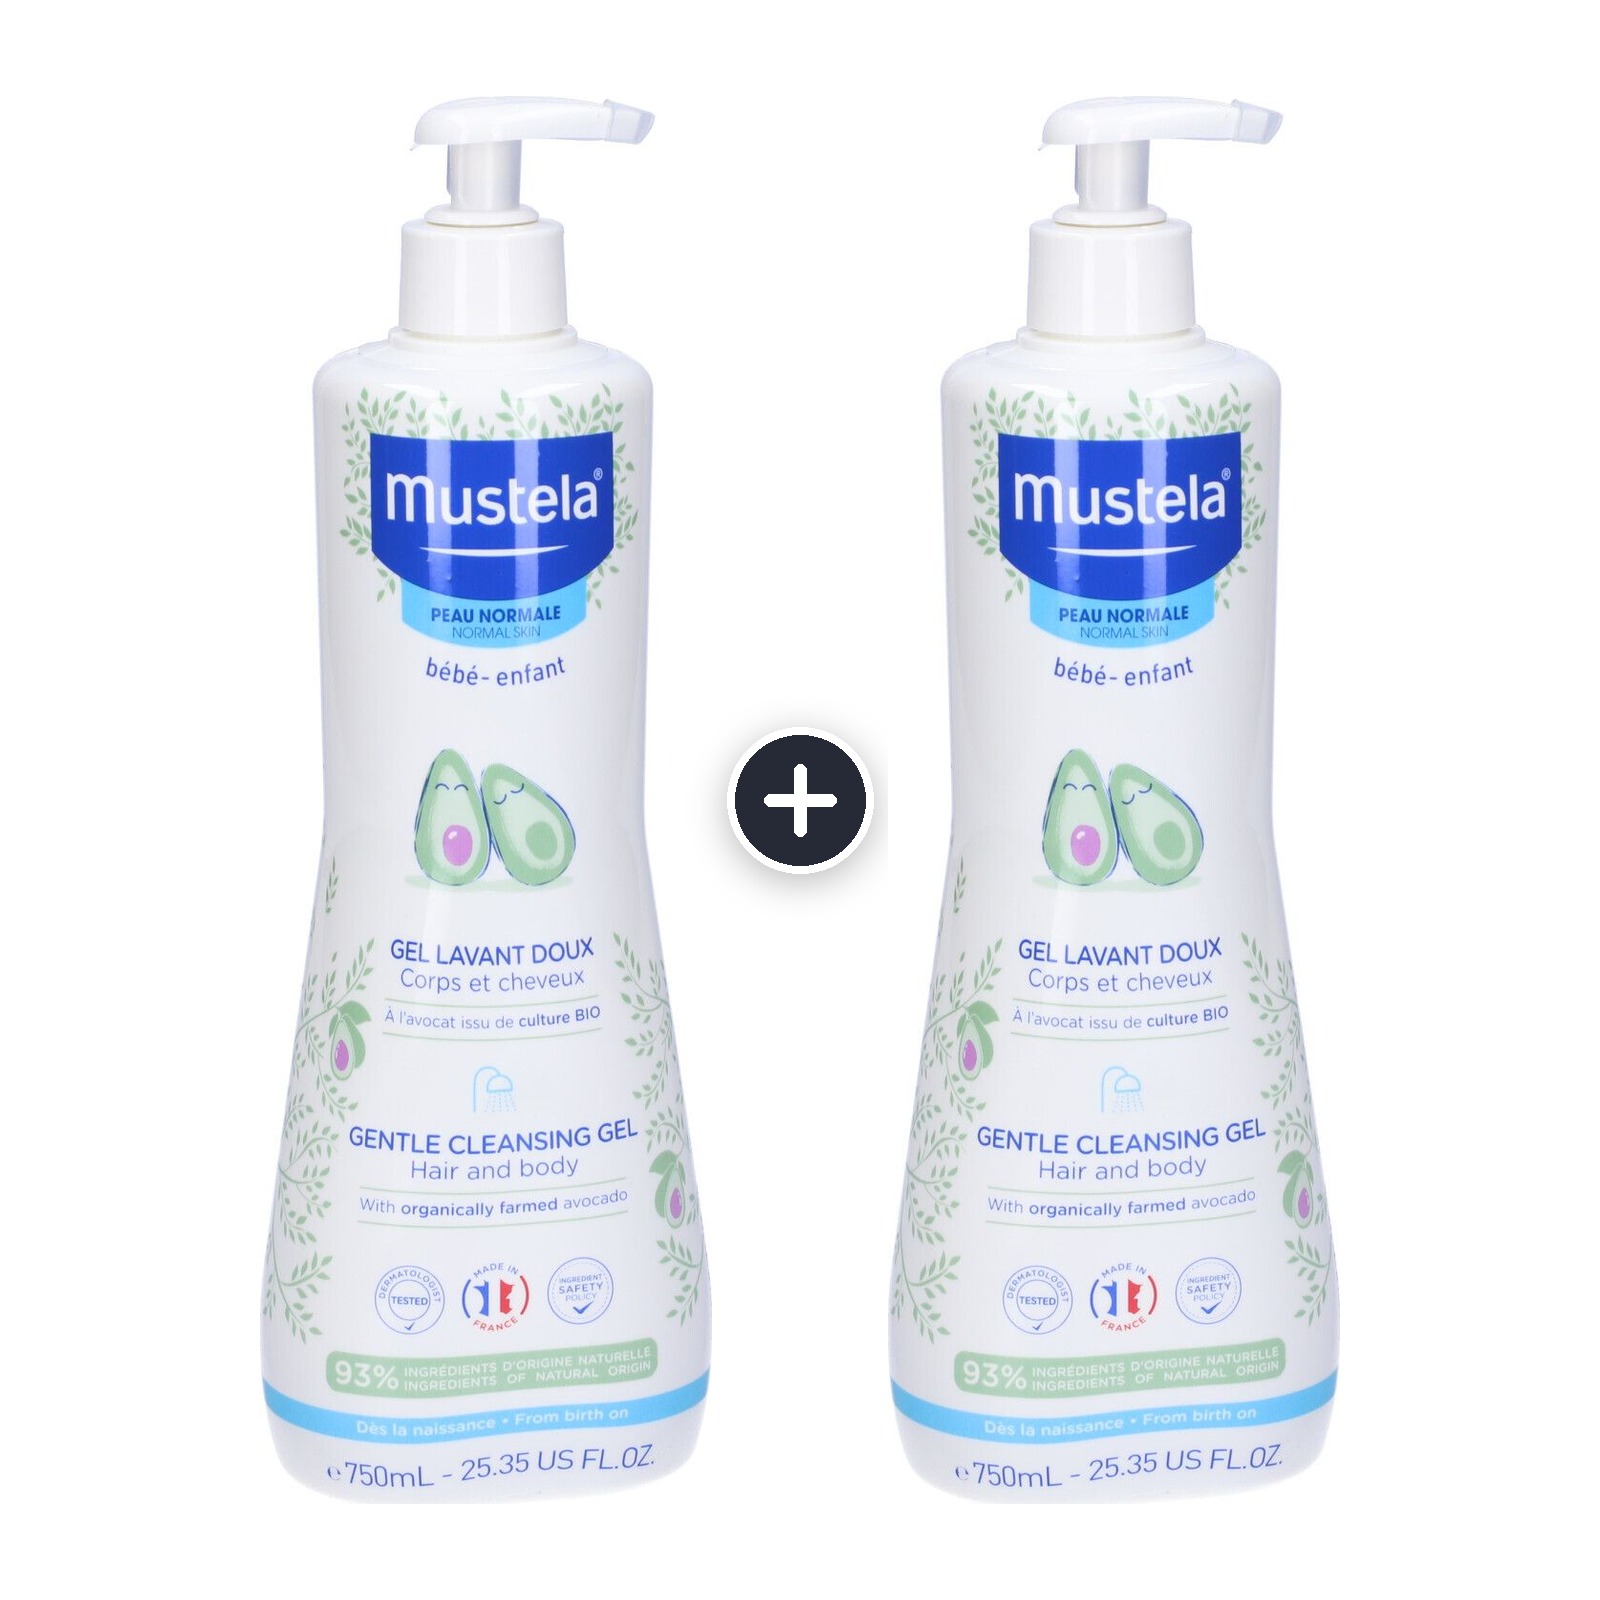 mustela®
PEAU NORMALE
NORMAL SKIN
bébé- enfant
GEL LAVANT DOUX
Corps et cheveux
À l'avocat issu de culture BIO
GENTLE CLEANSING GEL
Hair and body
With organically farmed avocado
DERMATOLOGIST
TESTED
MADE IN
FRANCE
INGREDIENT
SAFETY
POLICY
93% INGRÉDIENTS D'ORIGINE NATURELLE
INGREDIENTS OF NATURAL ORIGIN
Dès la naissance • From birth on
℮750mL - 25.35 US FL.OZ.
mustela®
PEAU NORMALE
NORMAL SKIN
bébé- enfant
GEL LAVANT DOUX
Corps et cheveux
À l'avocat issu de culture BIO
GENTLE CLEANSING GEL
Hair and body
With organically farmed avocado
DERMATOLOGIST
TESTED
MADE IN
FRANCE
INGREDIENT
SAFETY
POLICY
93% INGRÉDIENTS D'ORIGINE NATURELLE
INGREDIENTS OF NATURAL ORIGIN
Dès la naissance • From birth on
℮750mL - 25.35 US FL.OZ.